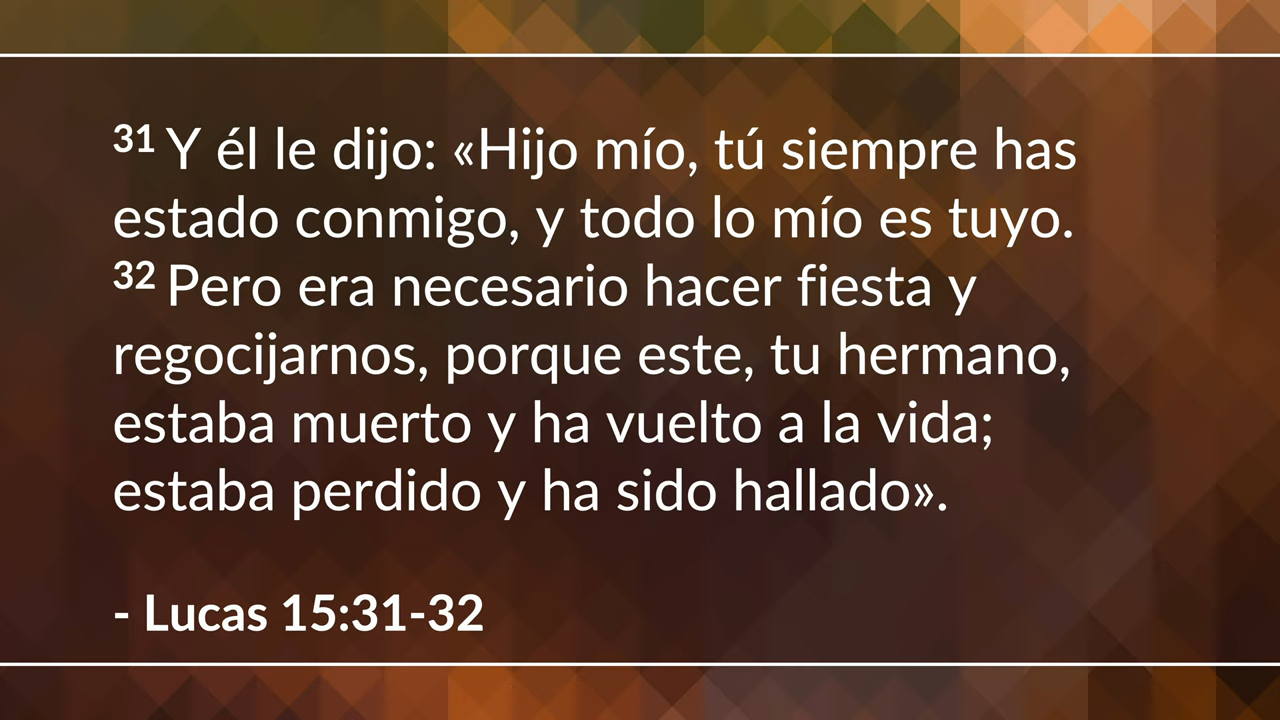 31 Y él le dijo: «Hijo mío, tú siempre has
estado conmigo, y todo lo mío es tuyo.
32 Pero era necesario hacer fiesta y
regocijarnos, porque este, tu hermano,
estaba muerto y ha vuelto a la vida;
estaba perdido y ha sido hallado».
- Lucas 15:31-32